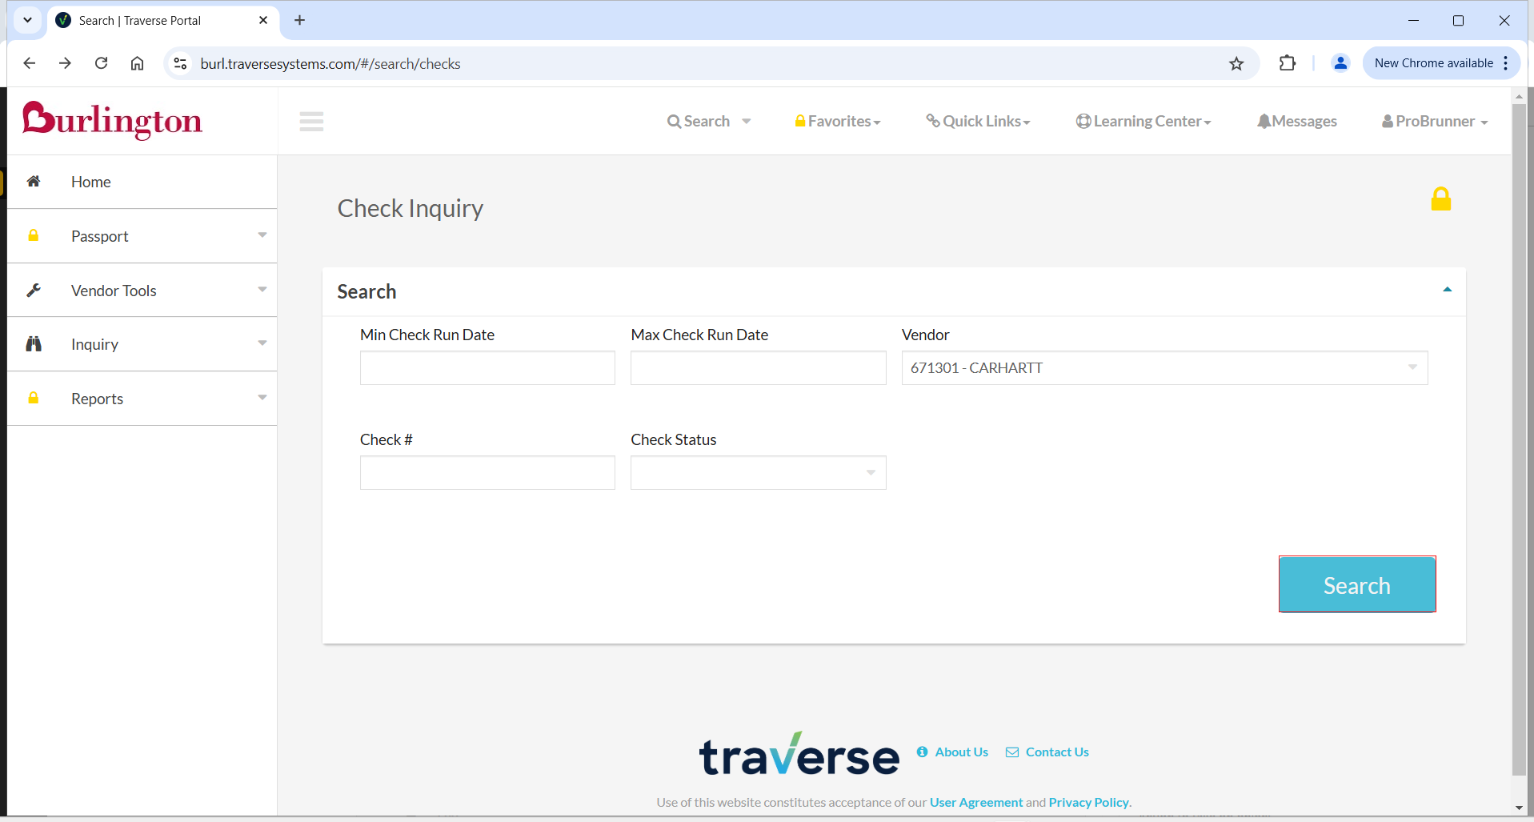 Search | Traverse Portal
burl.traversesystems.com/#/search/checks
New Chrome available
Burlington
Search
Favorites
Quick Links
Learning Center
Messages
ProBrunner
Home
Passport
Vendor Tools
Inquiry
Reports
Check Inquiry
Search
Min Check Run Date
Max Check Run Date
Vendor
671301 - CARHARTT
Check #
Check Status
Search
traverse
About Us
Contact Us
Use of this website constitutes acceptance of our User Agreement and Privacy Policy.